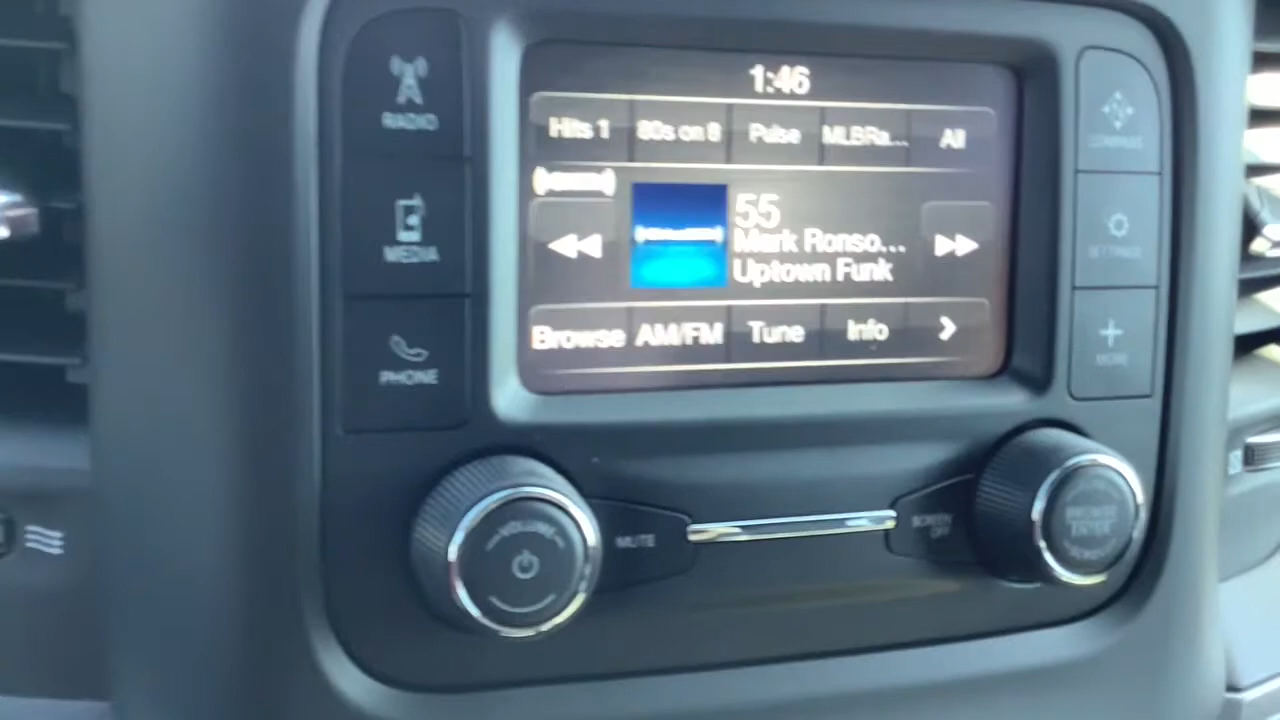 1:46
Hits 1 80s on 8 Pulse MLBRa... All
55
Mark Ronso...
Uptown Funk
Browse AM/FM Tune Info
RADIO
MEDIA
PHONE
COMPASS
SETTINGS
MORE
VOLUME
MUTE
SCREEN
OFF
BROWSE
ENTER